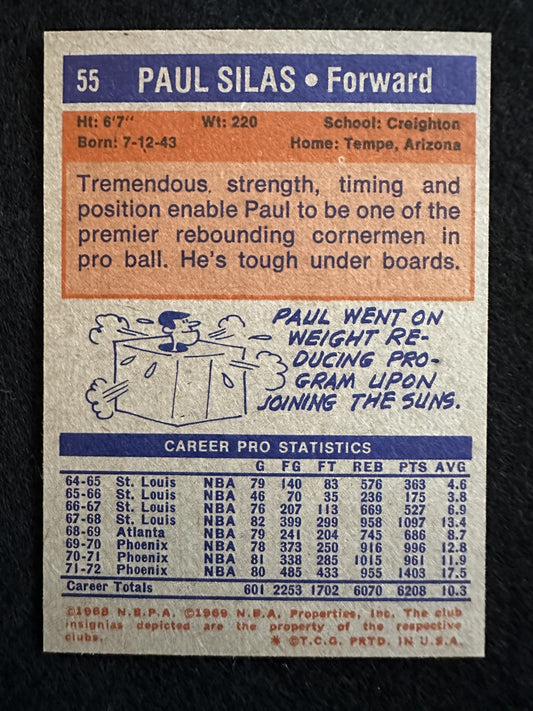 55 PAUL SILAS • Forward
Ht: 6'7" Wt: 220 School: Creighton
Born: 7-12-43 Home: Tempe, Arizona
Tremendous strength, timing and
position enable Paul to be one of the
premier rebounding cornermen in
pro ball. He's tough under boards.
PAUL WENT ON
WEIGHT RE-
DUCING PRO-
GRAM UPON
JOINING THE SUNS.
CAREER PRO STATISTICS
G FG FT REB PTS AVG
64-65 St. Louis NBA 79 140 83 576 363 4.6
65-66 St. Louis NBA 46 70 35 236 175 3.8
66-67 St. Louis NBA 76 207 113 669 527 6.9
67-68 St. Louis NBA 82 399 299 958 1097 13.4
68-69 Atlanta NBA 79 241 204 745 686 8.7
69-70 Phoenix NBA 78 373 250 916 996 12.8
70-71 Phoenix NBA 81 338 285 1015 961 11.9
71-72 Phoenix NBA 80 485 433 955 1403 17.5
Career Totals 601 2253 1702 6070 6208 10.3
©1968 N.B.P.A. ©1969 N.B.A. Properties, Inc. The club
insignias depicted are the property of the respective
clubs. * ©T.C.G. PRTD. IN U.S.A.